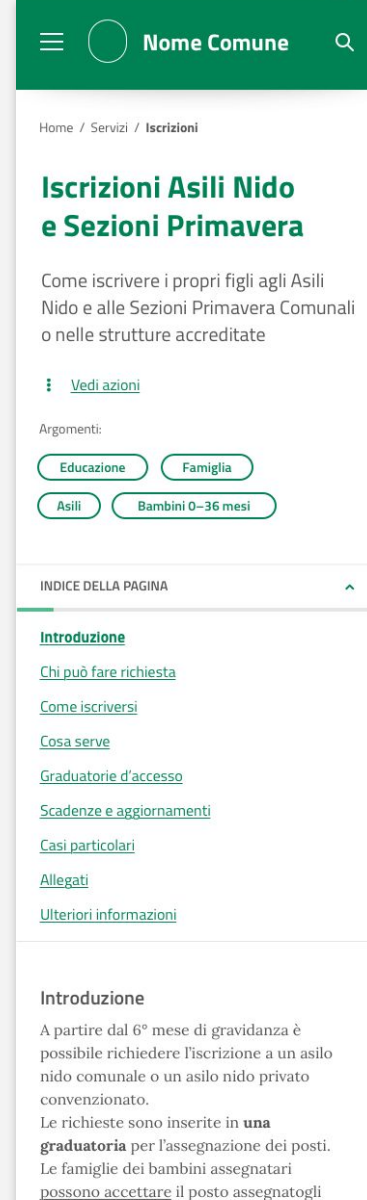 Nome Comune
Home / Servizi / Iscrizioni
Iscrizioni Asili Nido
e Sezioni Primavera
Come iscrivere i propri figli agli Asili
Nido e alle Sezioni Primavera Comunali
o nelle strutture accreditate
Vedi azioni
Argomenti:
Educazione Famiglia
Asili Bambini 0–36 mesi
INDICE DELLA PAGINA
Introduzione
Chi può fare richiesta
Come iscriversi
Cosa serve
Graduatorie d’accesso
Scadenze e aggiornamenti
Casi particolari
Allegati
Ulteriori informazioni
Introduzione
A partire dal 6° mese di gravidanza è
possibile richiedere l’iscrizione a un asilo
nido comunale o un asilo nido privato
convenzionato.
Le richieste sono inserite in una
graduatoria per l’assegnazione dei posti.
Le famiglie dei bambini assegnatari
possono accettare il posto assegnatogli